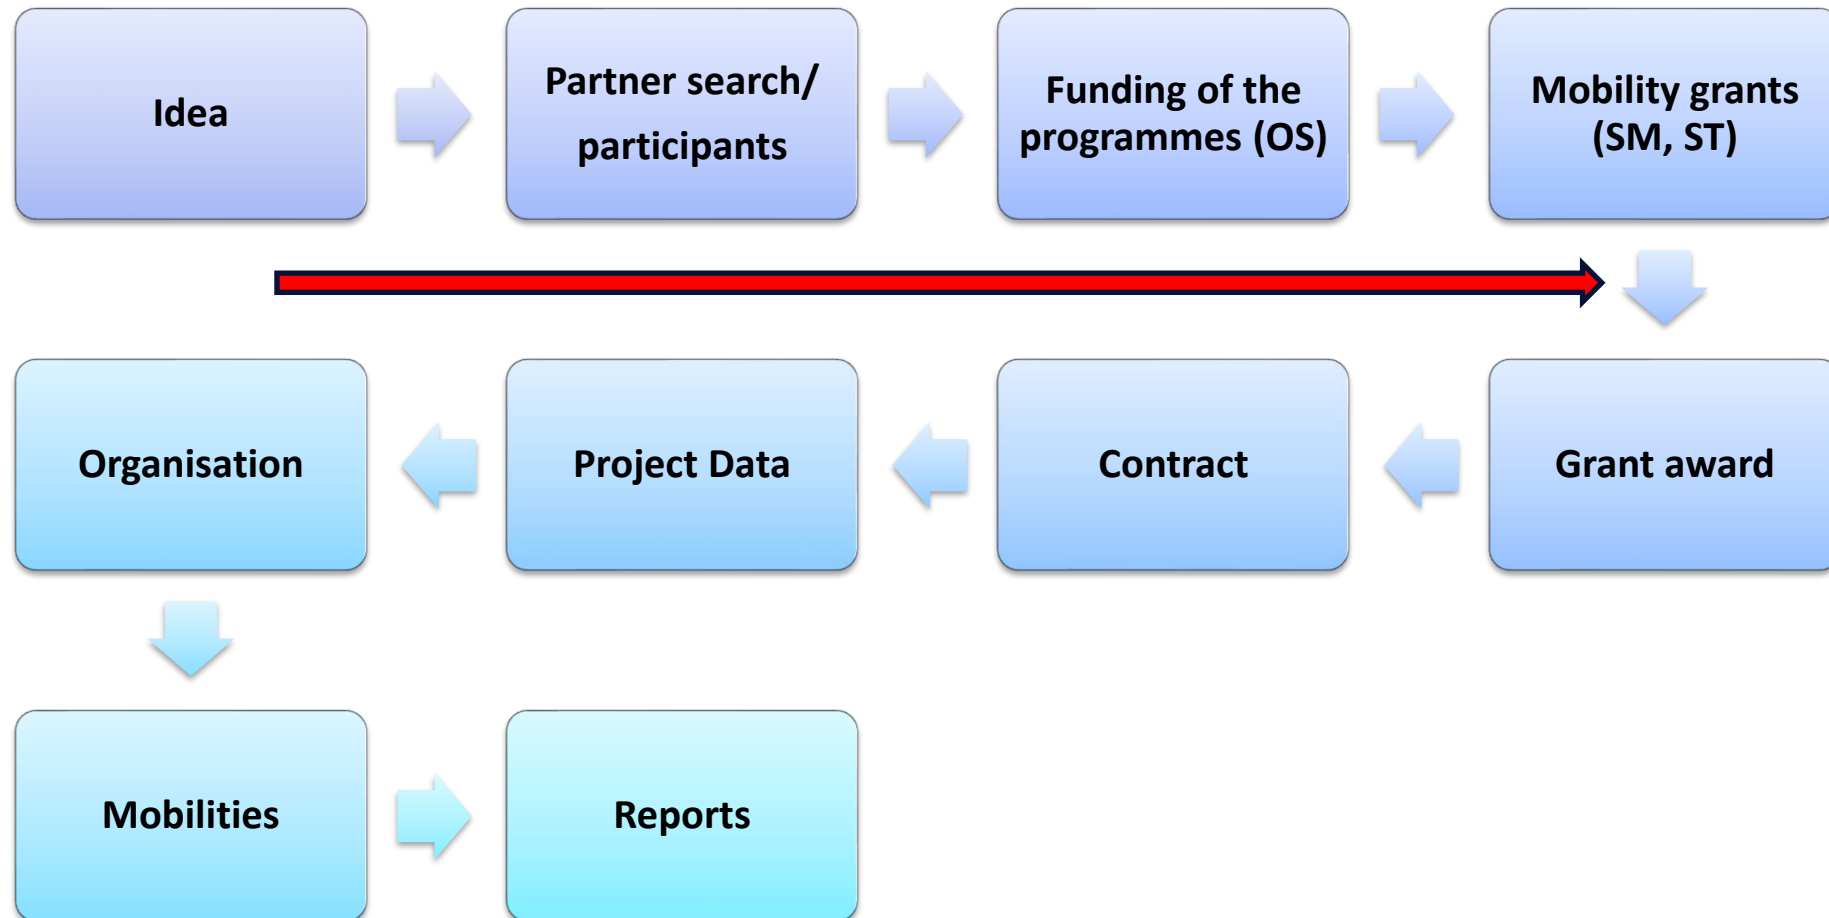 Idea
Partner search/
participants
Funding of the
programmes (OS)
Mobility grants
(SM, ST)
Organisation
Project Data
Contract
Grant award
Mobilities
Reports